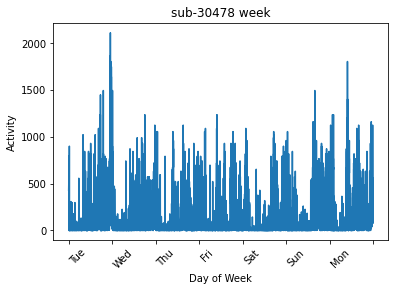 sub-30478 week
2000
1500
1000
500
0
Activity
Tue
Wed
Thu
Fri
Sat
Sun
Mon
Day of Week